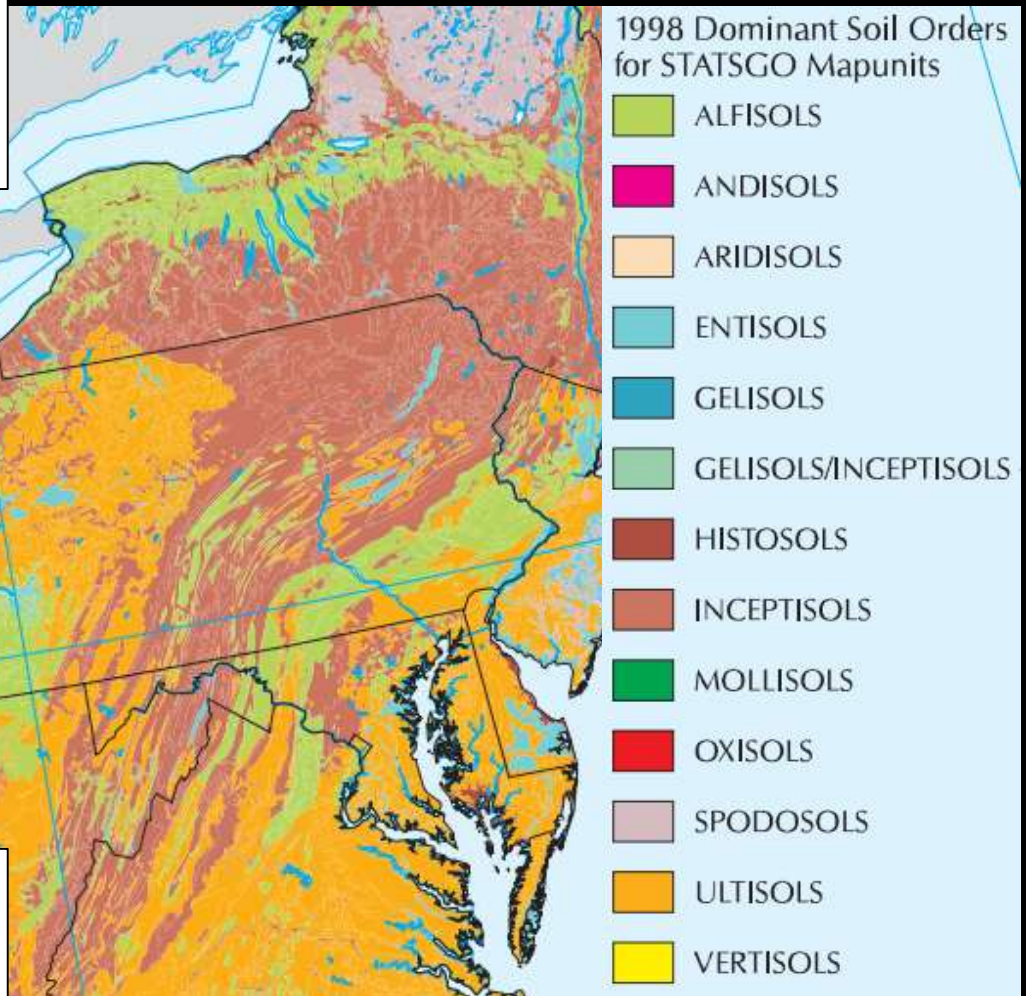 1998 Dominant Soil Orders
for STATSGO Mapunits
ALFISOLS
ANDISOLS
ARIDISOLS
ENTISOLS
GELISOLS
GELISOLS/INCEPTISOLS
HISTOSOLS
INCEPTISOLS
MOLLISOLS
OXISOLS
SPODOSOLS
ULTISOLS
VERTISOLS